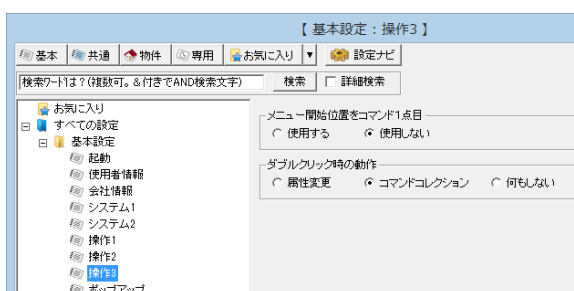 【 基本設定：操作3 】
基本 共通 物件 専用 お気に入り ▼ 設定ナビ
検索ワードは？(複数可。＆付きでAND検索文字) 検索 詳細検索
お気に入り
すべての設定
基本設定
起動
使用者情報
会社情報
システム1
システム2
操作1
操作2
操作3
ポップアップ
メニュー開始位置をコマンド1点目
使用する 使用しない
ダブルクリック時の動作
属性変更 コマンドコレクション 何もしない